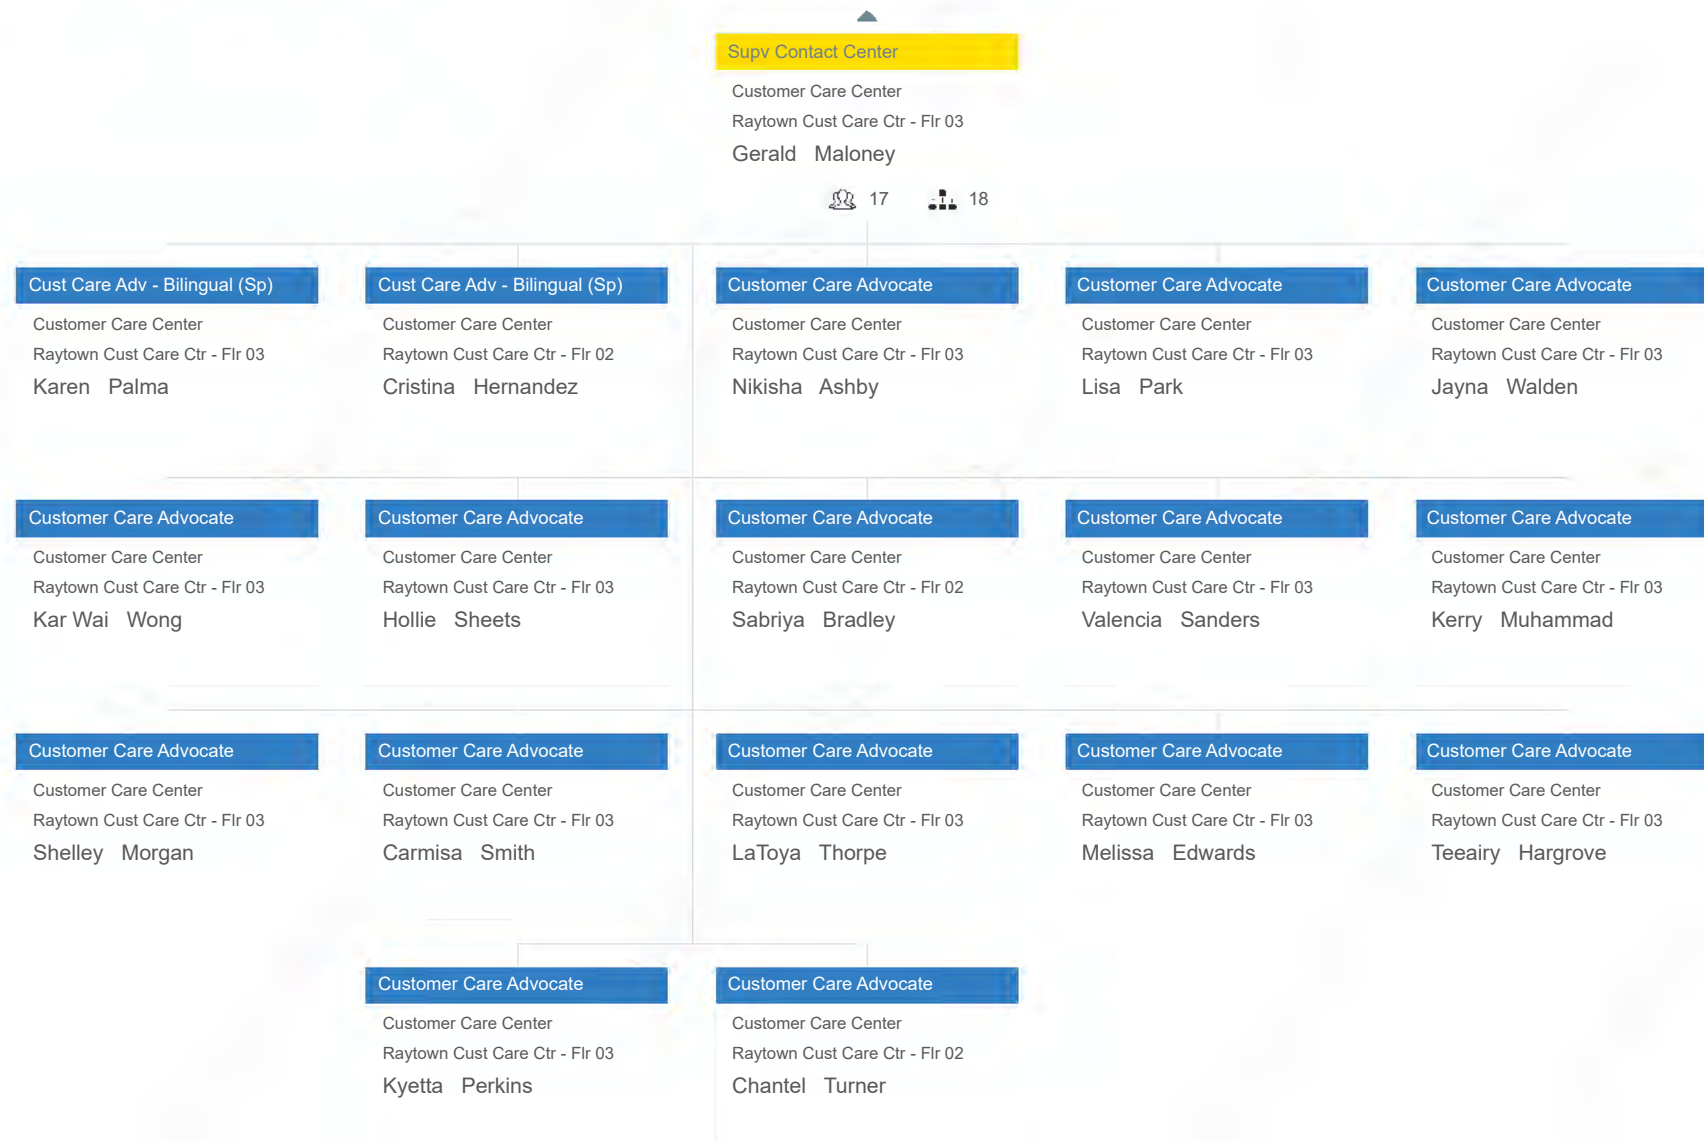 Supv Contact Center
Customer Care Center
Raytown Cust Care Ctr - Flr 03
Gerald Maloney
17 18
Cust Care Adv - Bilingual (Sp)
Customer Care Center
Raytown Cust Care Ctr - Flr 03
Karen Palma
Cust Care Adv - Bilingual (Sp)
Customer Care Center
Raytown Cust Care Ctr - Flr 02
Cristina Hernandez
Customer Care Advocate
Customer Care Center
Raytown Cust Care Ctr - Flr 03
Nikisha Ashby
Customer Care Advocate
Customer Care Center
Raytown Cust Care Ctr - Flr 03
Lisa Park
Customer Care Advocate
Customer Care Center
Raytown Cust Care Ctr - Flr 03
Jayna Walden
Customer Care Advocate
Customer Care Center
Raytown Cust Care Ctr - Flr 03
Kar Wai Wong
Customer Care Advocate
Customer Care Center
Raytown Cust Care Ctr - Flr 03
Hollie Sheets
Customer Care Advocate
Customer Care Center
Raytown Cust Care Ctr - Flr 02
Sabriya Bradley
Customer Care Advocate
Customer Care Center
Raytown Cust Care Ctr - Flr 03
Valencia Sanders
Customer Care Advocate
Customer Care Center
Raytown Cust Care Ctr - Flr 03
Kerry Muhammad
Customer Care Advocate
Customer Care Center
Raytown Cust Care Ctr - Flr 03
Shelley Morgan
Customer Care Advocate
Customer Care Center
Raytown Cust Care Ctr - Flr 03
Carmisa Smith
Customer Care Advocate
Customer Care Center
Raytown Cust Care Ctr - Flr 03
LaToya Thorpe
Customer Care Advocate
Customer Care Center
Raytown Cust Care Ctr - Flr 03
Melissa Edwards
Customer Care Advocate
Customer Care Center
Raytown Cust Care Ctr - Flr 03
Teeairy Hargrove
Customer Care Advocate
Customer Care Center
Raytown Cust Care Ctr - Flr 03
Kyetta Perkins
Customer Care Advocate
Customer Care Center
Raytown Cust Care Ctr - Flr 02
Chantel Turner